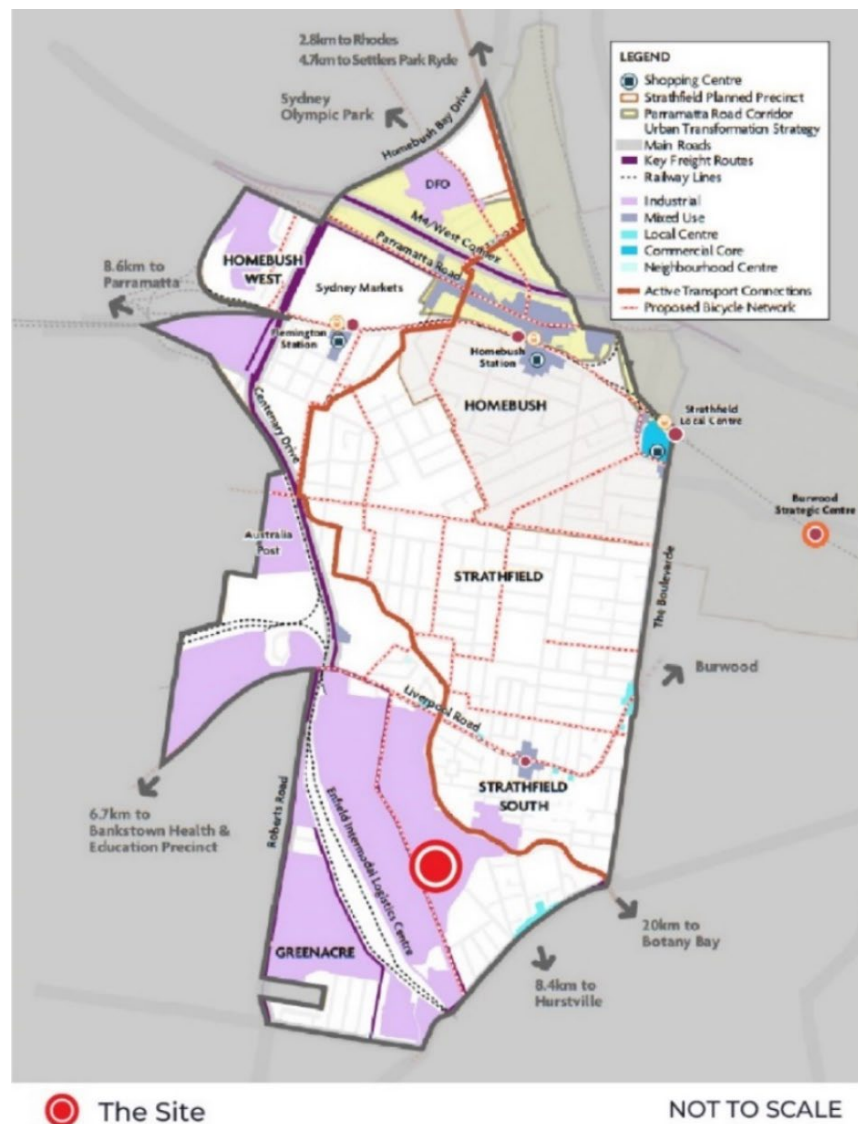 2.8km to Rhodes
4.7km to Settlers Park Ryde
Sydney
Olympic Park
Homebush Bay Drive
LEGEND
Shopping Centre
Strathfield Planned Precinct
Parramatta Road Corridor
Urban Transformation Strategy
Main Roads
Key Freight Routes
Railway Lines
Industrial
Mixed Use
Local Centre
Commercial Core
Neighbourhood Centre
Active Transport Connections
Proposed Bicycle Network
DFO
M4/West Connex
Parramatta Road
HOMEBUSH
WEST
8.6km to
Parramatta
Sydney Markets
Flemington
Station
Homebush
Station
HOMEBUSH
Strathfield
Local Centre
Centenary Drive
Burwood
Strategic Centre
Australia
Post
STRATHFIELD
The Boulevarde
Burwood
Liverpool Road
STRATHFIELD
SOUTH
6.7km to
Bankstown Health &
Education Precinct
Roberts Road
Enfield Intermodal Logistics Centre
GREENACRE
20km to
Botany Bay
8.4km to
Hurstville
The Site
NOT TO SCALE